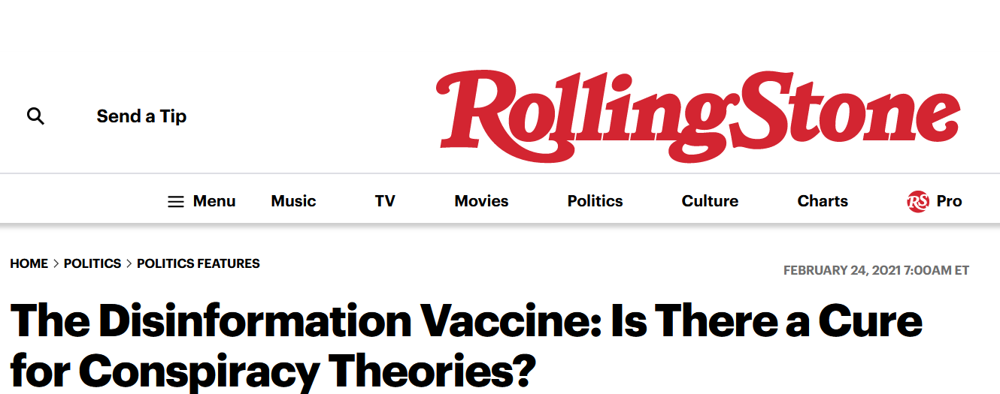 Send a Tip
RollingStone
Menu Music TV Movies Politics Culture Charts RS Pro
HOME > POLITICS > POLITICS FEATURES
FEBRUARY 24, 2021 7:00AM ET
The Disinformation Vaccine: Is There a Cure
for Conspiracy Theories?